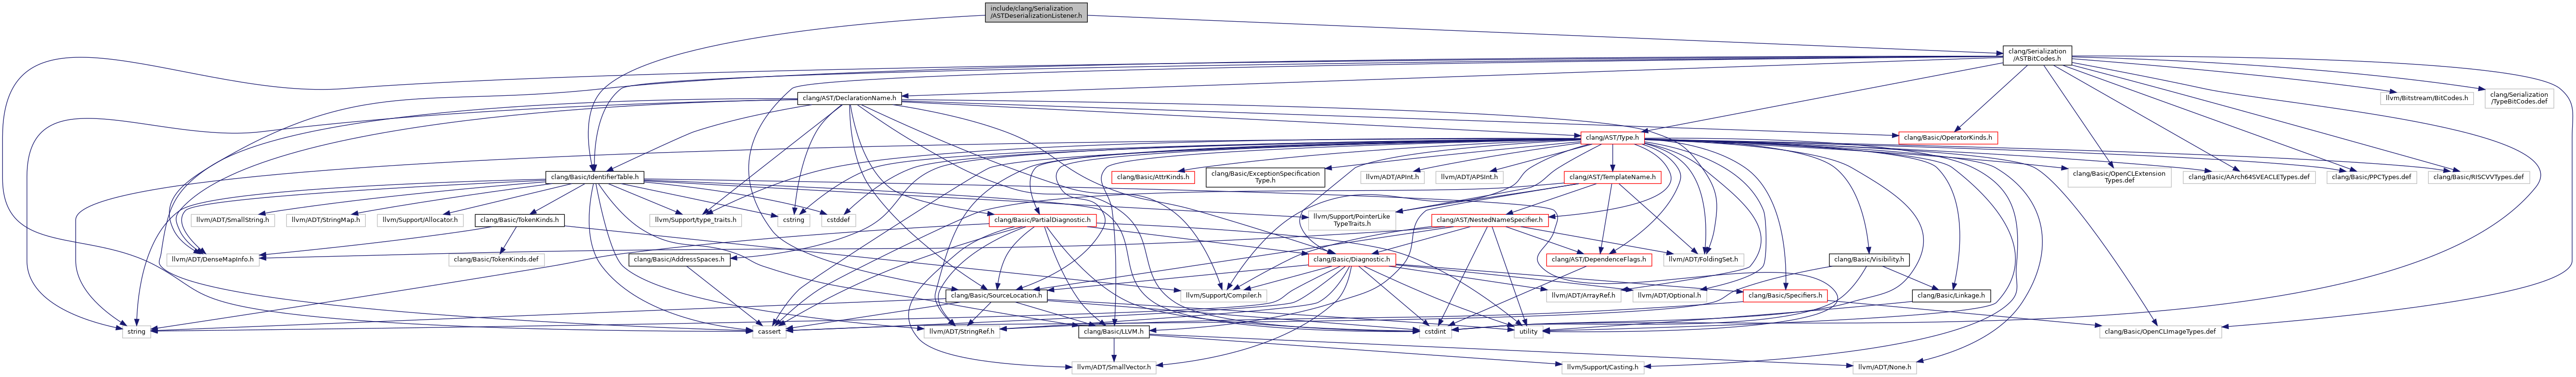 include/clang/Serialization
/ASTDeserializationListener.h
clang/Serialization
/ASTBitCodes.h
clang/AST/DeclarationName.h
llvm/Bitstream/BitCodes.h
clang/Serialization
/TypeBitCodes.def
clang/AST/Type.h
clang/Basic/OperatorKinds.h
clang/Basic/IdentifierTable.h
clang/Basic/AttrKinds.h
clang/Basic/ExceptionSpecification
Type.h
llvm/ADT/APInt.h
llvm/ADT/APSInt.h
clang/AST/TemplateName.h
clang/Basic/OpenCLExtension
Types.def
clang/Basic/AArch64SVEACLETypes.def
clang/Basic/PPCTypes.def
clang/Basic/RISCVVTypes.def
llvm/ADT/SmallString.h
llvm/ADT/StringMap.h
llvm/Support/Allocator.h
clang/Basic/TokenKinds.h
llvm/Support/type_traits.h
cstring
cstddef
clang/Basic/PartialDiagnostic.h
llvm/Support/PointerLike
TypeTraits.h
clang/AST/NestedNameSpecifier.h
llvm/ADT/DenseMapInfo.h
clang/Basic/TokenKinds.def
clang/Basic/AddressSpaces.h
clang/Basic/Diagnostic.h
clang/AST/DependenceFlags.h
llvm/ADT/FoldingSet.h
clang/Basic/Visibility.h
clang/Basic/SourceLocation.h
llvm/Support/Compiler.h
llvm/ADT/ArrayRef.h
llvm/ADT/Optional.h
clang/Basic/Specifiers.h
clang/Basic/Linkage.h
string
cassert
llvm/ADT/StringRef.h
clang/Basic/LLVM.h
cstdint
utility
clang/Basic/OpenCLImageTypes.def
llvm/ADT/SmallVector.h
llvm/Support/Casting.h
llvm/ADT/None.h